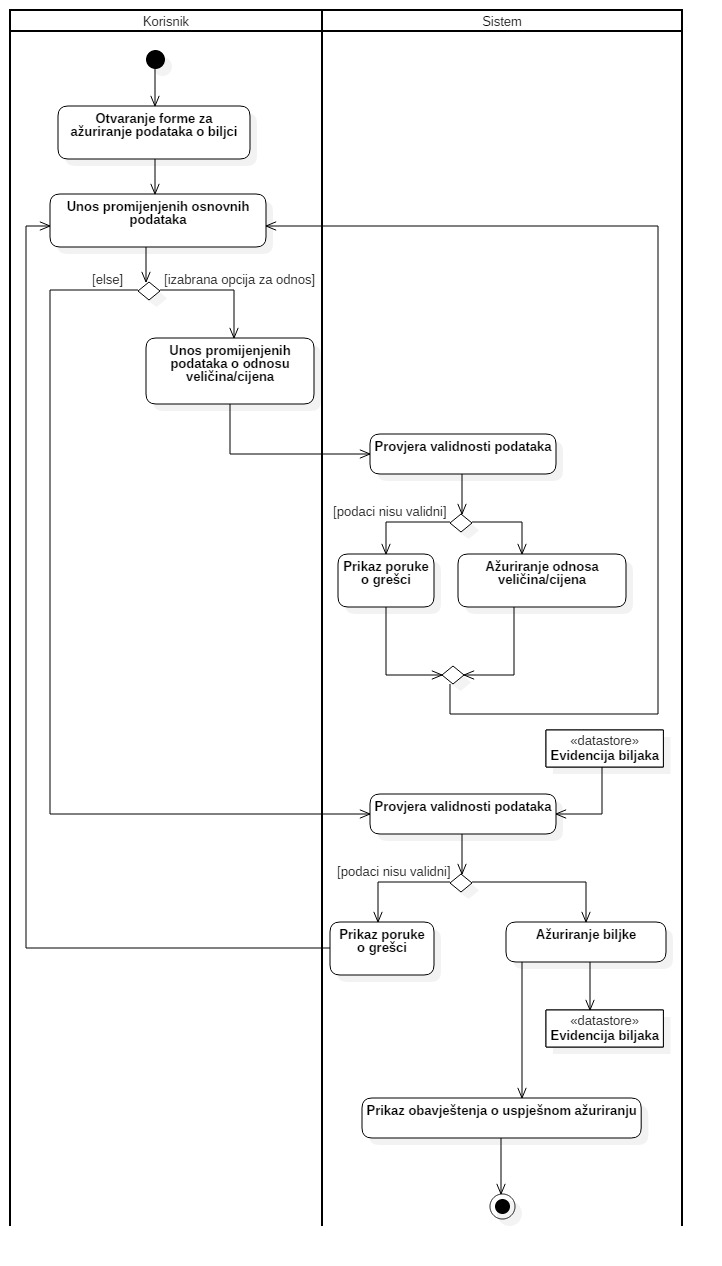 Korisnik
Sistem
Otvaranje forme za
ažuriranje podataka o biljci
Unos promijenjenih osnovnih
podataka
[else]
[izabrana opcija za odnos]
Unos promijenjenih
podataka o odnosu
veličina/cijena
Provjera validnosti podataka
[podaci nisu validni]
Prikaz poruke
o grešci
Ažuriranje odnosa
veličina/cijena
«datastore»
Evidencija biljaka
Provjera validnosti podataka
[podaci nisu validni]
Prikaz poruke
o grešci
Ažuriranje biljke
«datastore»
Evidencija biljaka
Prikaz obavještenja o uspješnom ažuriranju